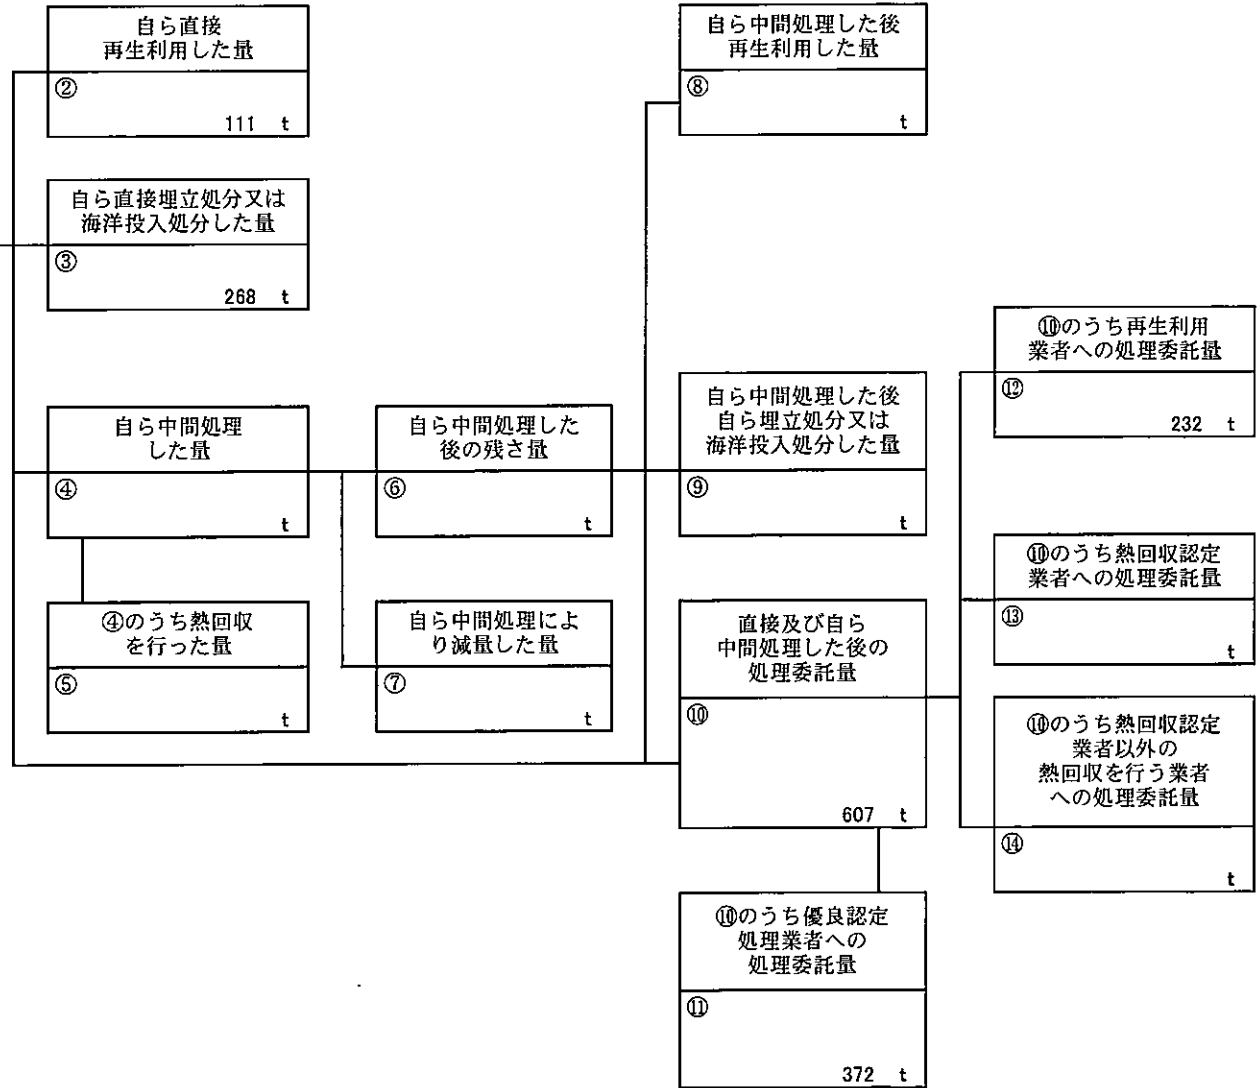 自ら直接
再生利用した量
②
111 t
自ら直接埋立処分又は
海洋投入処分した量
③
268 t
自ら中間処理
した量
④
t
④のうち熱回収
を行った量
⑤
t
自ら中間処理した
後の残さ量
⑥
t
自ら中間処理によ
り減量した量
⑦
t
自ら中間処理した後
再生利用した量
⑧
t
自ら中間処理した後
自ら埋立処分又は
海洋投入処分した量
⑨
t
直接及び自ら
中間処理した後の
処理委託量
⑩
607 t
⑩のうち優良認定
処理業者への
処理委託量
⑪
372 t
⑩のうち再生利用
業者への処理委託量
⑫
232 t
⑩のうち熱回収認定
業者への処理委託量
⑬
t
⑩のうち熱回収認定
業者以外の
熱回収を行う業者
への処理委託量
⑭
t